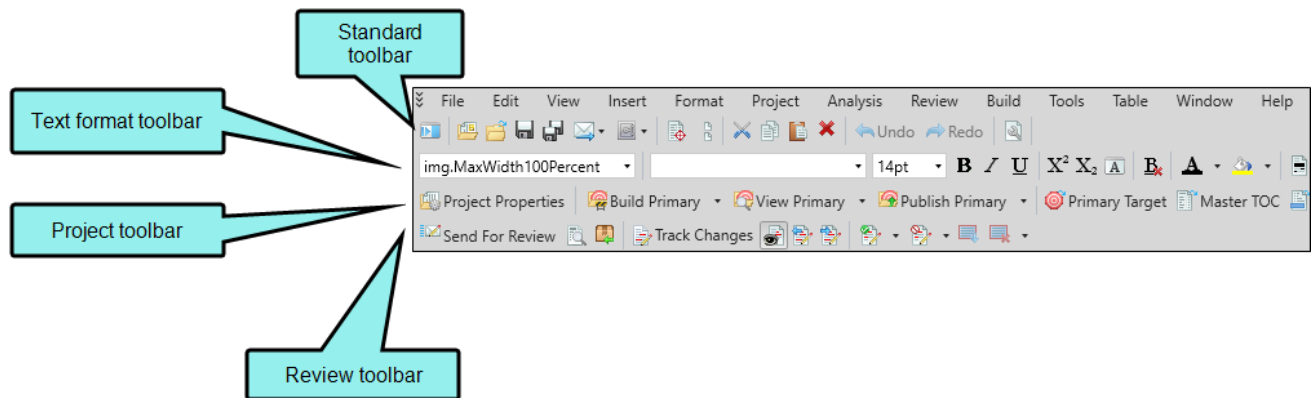 Standard
toolbar
Text format toolbar
File Edit View Insert Format Project Analysis Review Build Tools Table Window Help
Undo Redo
img.MaxWidth100Percent 14pt B I U X² X₂ A B A
Project toolbar
Project Properties Build Primary View Primary Publish Primary Primary Target Master TOC
Send For Review Track Changes
Review toolbar